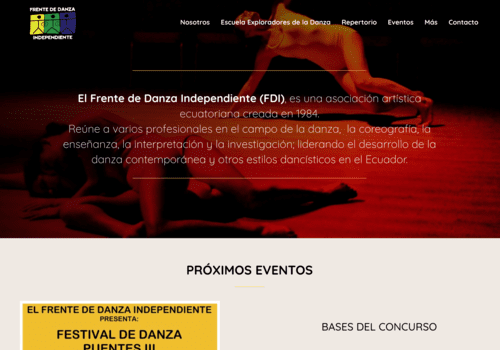 FRENTE DE DANZA
INDEPENDIENTE
Nosotros Escuela Exploradores de la Danza Repertorio Eventos Más Contacto
El Frente de Danza Independiente (FDI), es una asociación artística
ecuatoriana creada en 1984.
Reúne a varios profesionales en el campo de la danza, la coreografía, la
enseñanza, la interpretación y la investigación; liderando el desarrollo de la
danza contemporánea y otros estilos dancísticos en el Ecuador.
PRÓXIMOS EVENTOS
EL FRENTE DE DANZA INDEPENDIENTE
PRESENTA:
FESTIVAL DE DANZA
PUENTES III
BASES DEL CONCURSO